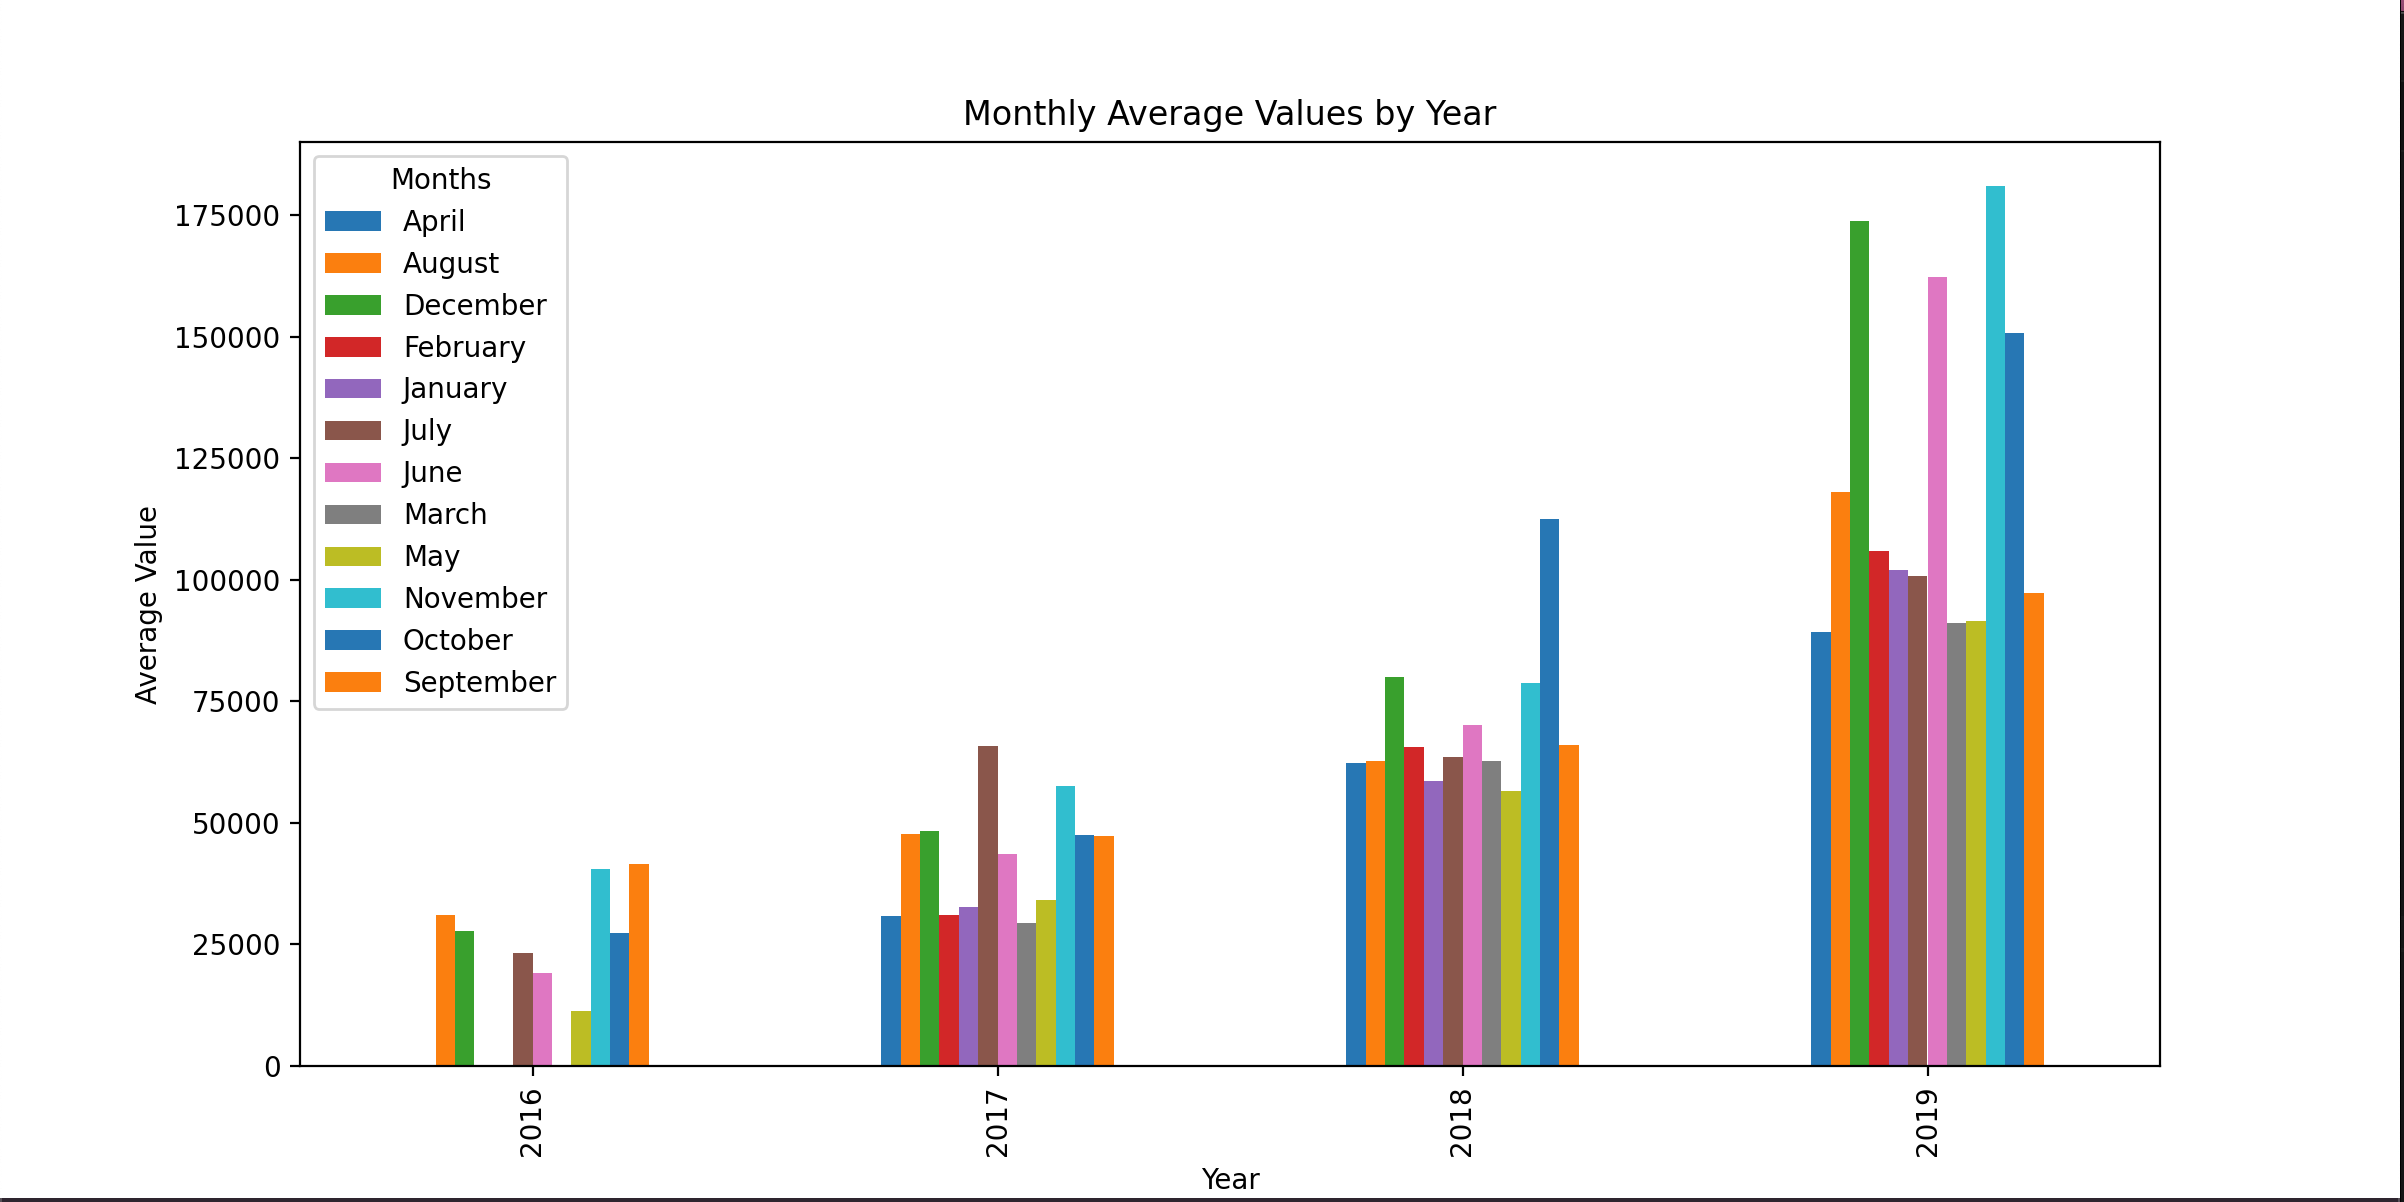 Monthly Average Values by Year
Months
April
August
December
February
January
July
June
March
May
November
October
September
175000
150000
125000
100000
75000
50000
25000
0
Average Value
2016
2017
2018
2019
Year